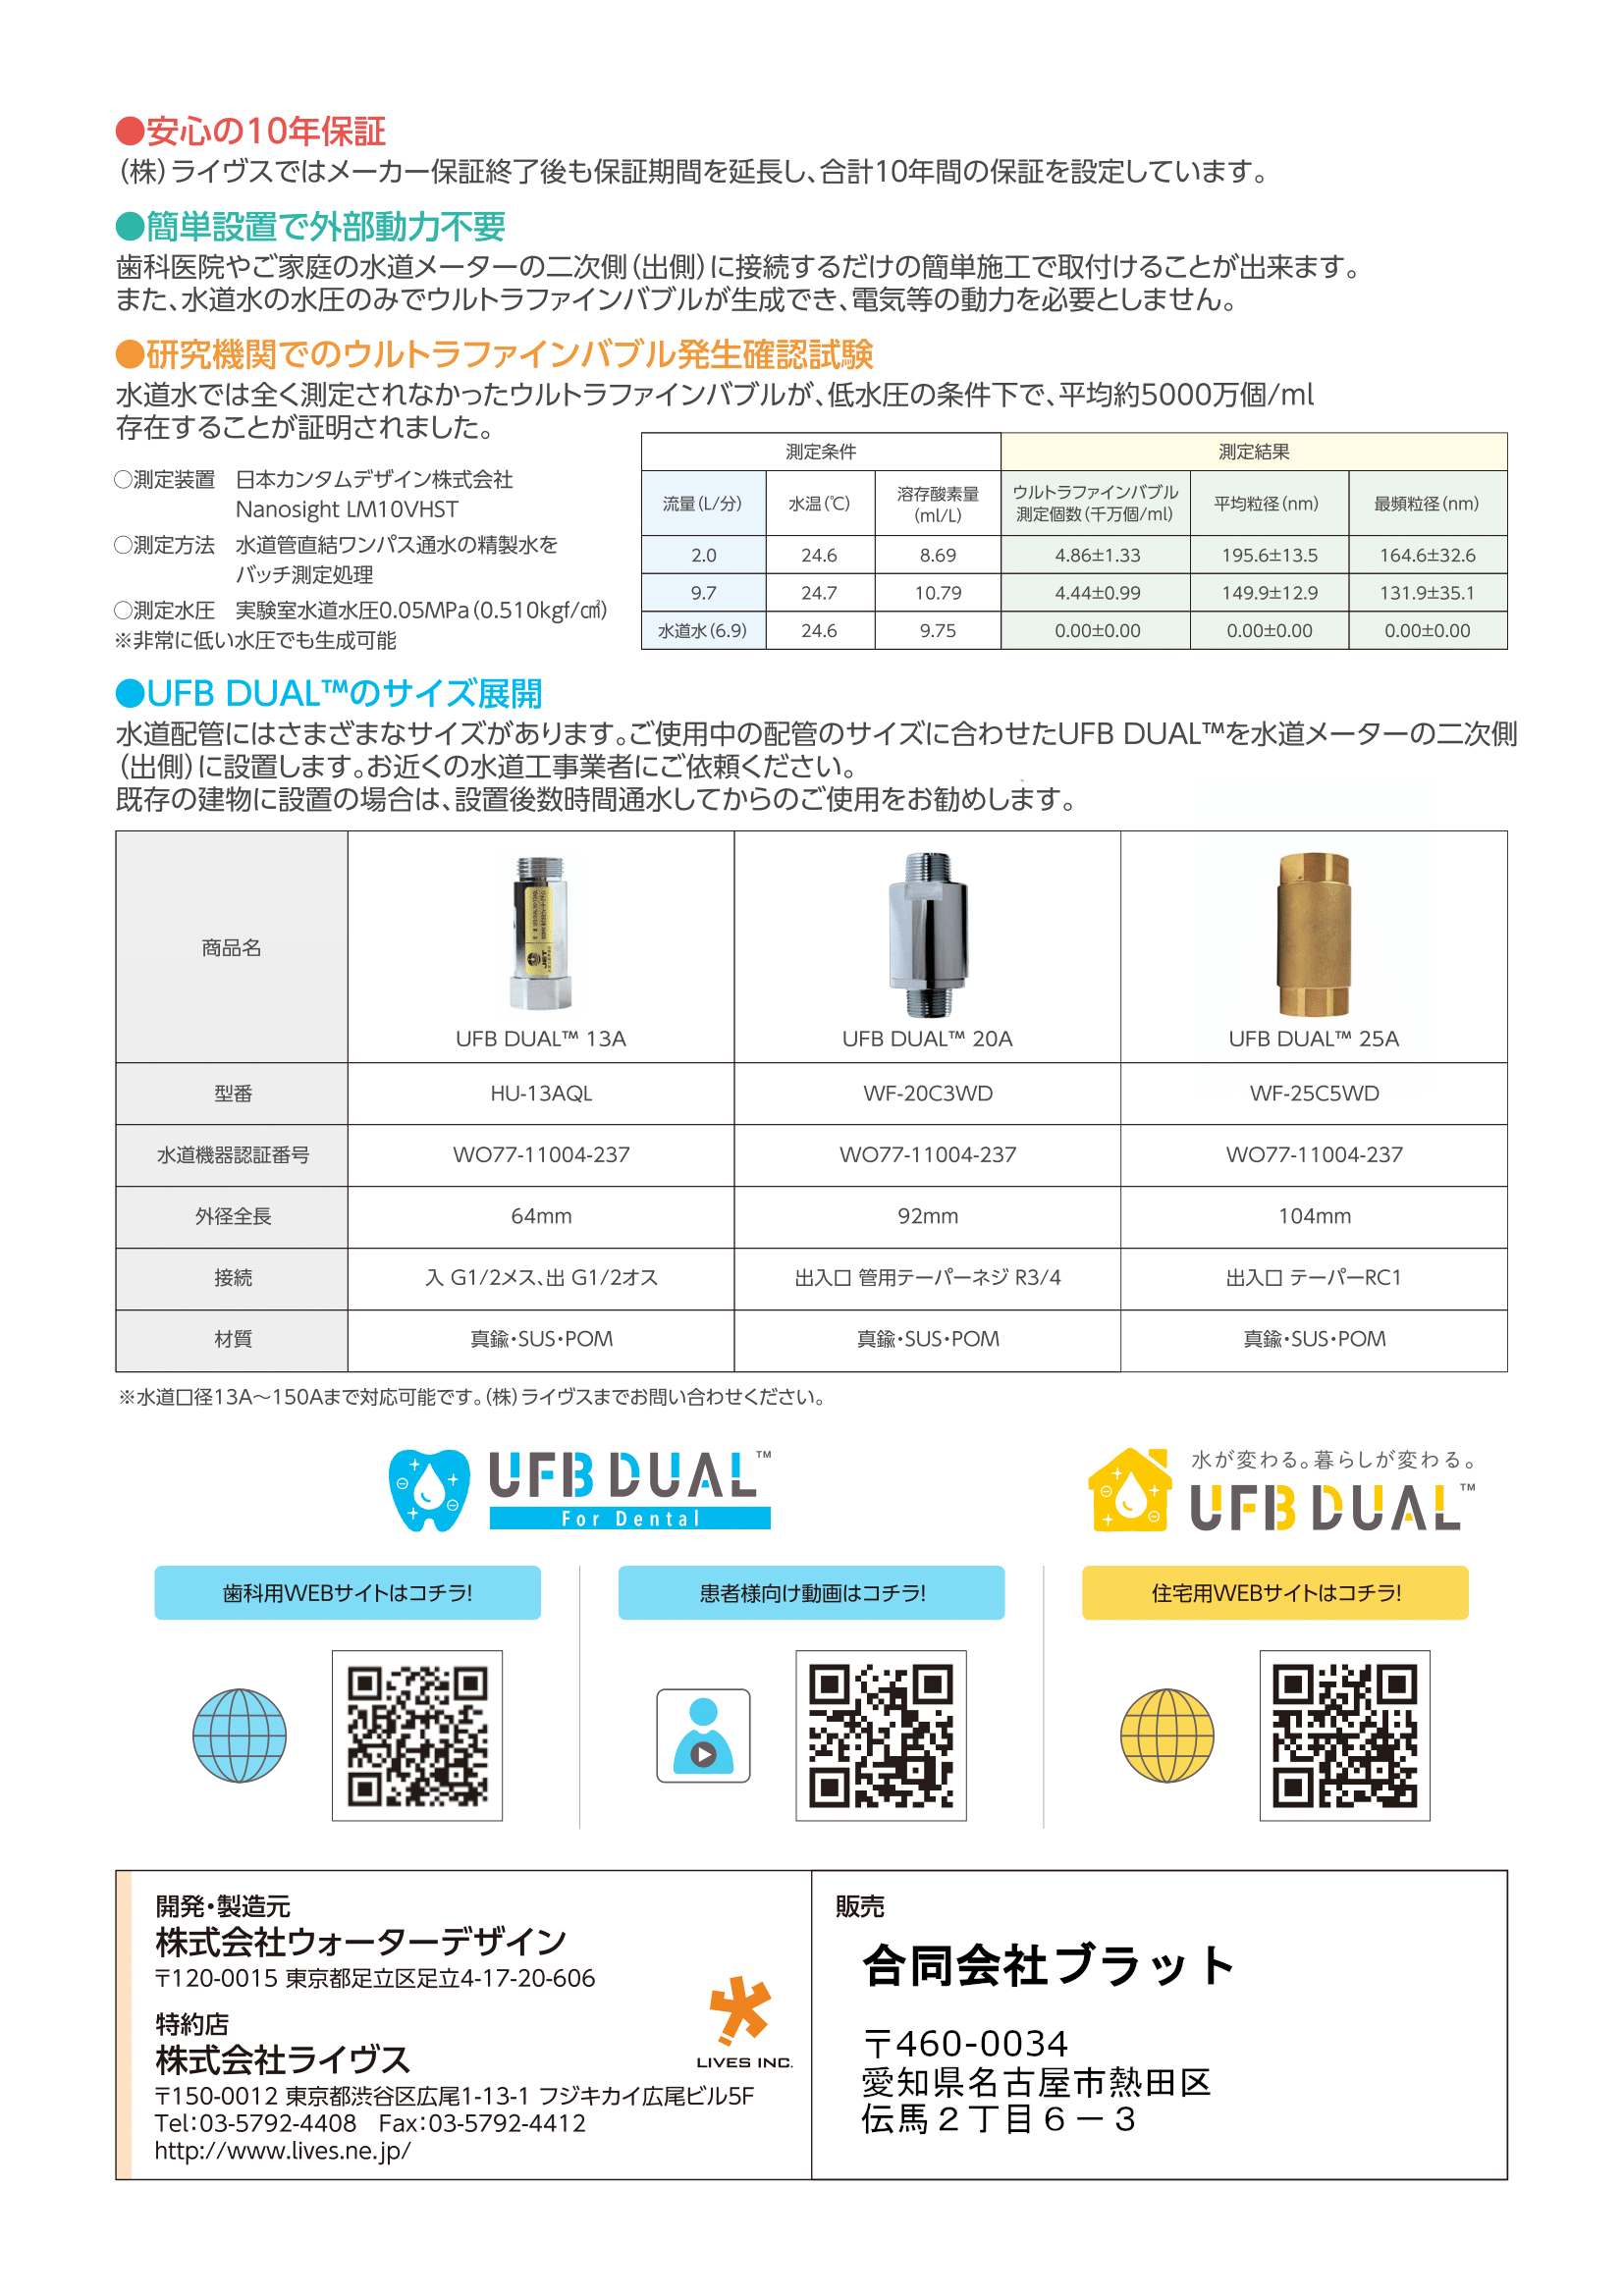 ●安心の10年保証
（株）ライヴスではメーカー保証終了後も保証期間を延長し、合計10年間の保証を設定しています。
●簡単設置で外部動力不要
歯科医院やご家庭の水道メーターの二次側（出側）に接続するだけの簡単施工で取付けることが出来ます。
また、水道水の水圧のみでウルトラファインバブルが生成でき、電気等の動力を必要としません。
●研究機関でのウルトラファインバブル発生確認試験
水道水では全く測定されなかったウルトラファインバブルが、低水圧の条件下で、平均約5000万個/ml
存在することが証明されました。
○測定装置　日本カンタムデザイン株式会社
Nanosight LM10VHST
○測定方法　水道管直結ワンパス通水の精製水を
バッチ測定処理
○測定水圧　実験室水道水圧0.05MPa（0.510kgf/㎠）
※非常に低い水圧でも生成可能
測定条件 測定結果
流量（L/分） 水温（℃） 溶存酸素量（ml/L） ウルトラファインバブル測定個数（千万個/ml） 平均粒径（nm） 最頻粒径（nm）
2.0 24.6 8.69 4.86±1.33 195.6±13.5 164.6±32.6
9.7 24.7 10.79 4.44±0.99 149.9±12.9 131.9±35.1
水道水（6.9） 24.6 9.75 0.00±0.00 0.00±0.00 0.00±0.00
●UFB DUAL™のサイズ展開
水道配管にはさまざまなサイズがあります。ご使用中の配管のサイズに合わせたUFB DUAL™を水道メーターの二次側
（出側）に設置します。お近くの水道工事業者にご依頼ください。
既存の建物に設置の場合は、設置後数時間通水してからのご使用をお勧めします。
商品名 UFB DUAL™ 13A UFB DUAL™ 20A UFB DUAL™ 25A
型番 HU-13AQL WF-20C3WD WF-25C5WD
水道機器認証番号 WO77-11004-237 WO77-11004-237 WO77-11004-237
外径全長 64mm 92mm 104mm
接続 入 G1/2メス、出 G1/2オス 出入口 管用テーパーネジ R3/4 出入口 テーパーRC1
材質 真鍮・SUS・POM 真鍮・SUS・POM 真鍮・SUS・POM
※水道口径13A～150Aまで対応可能です。（株）ライヴスまでお問い合わせください。
UFB DUAL™
For Dental
水が変わる。暮らしが変わる。
UFB DUAL™
歯科用WEBサイトはコチラ!
患者様向け動画はコチラ!
住宅用WEBサイトはコチラ!
開発・製造元
株式会社ウォーターデザイン
〒120-0015 東京都足立区足立4-17-20-606
特約店
株式会社ライヴス
〒150-0012 東京都渋谷区広尾1-13-1 フジキカイ広尾ビル5F
Tel：03-5792-4408　Fax：03-5792-4412
http://www.lives.ne.jp/
LIVES INC.
販売
合同会社ブラット
〒460-0034
愛知県名古屋市熱田区
伝馬２丁目６－３